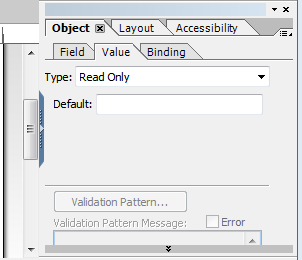 Object Layout Accessibility
Field Value Binding
Type: Read Only
Default:
Validation Pattern...
Validation Pattern Message: Error